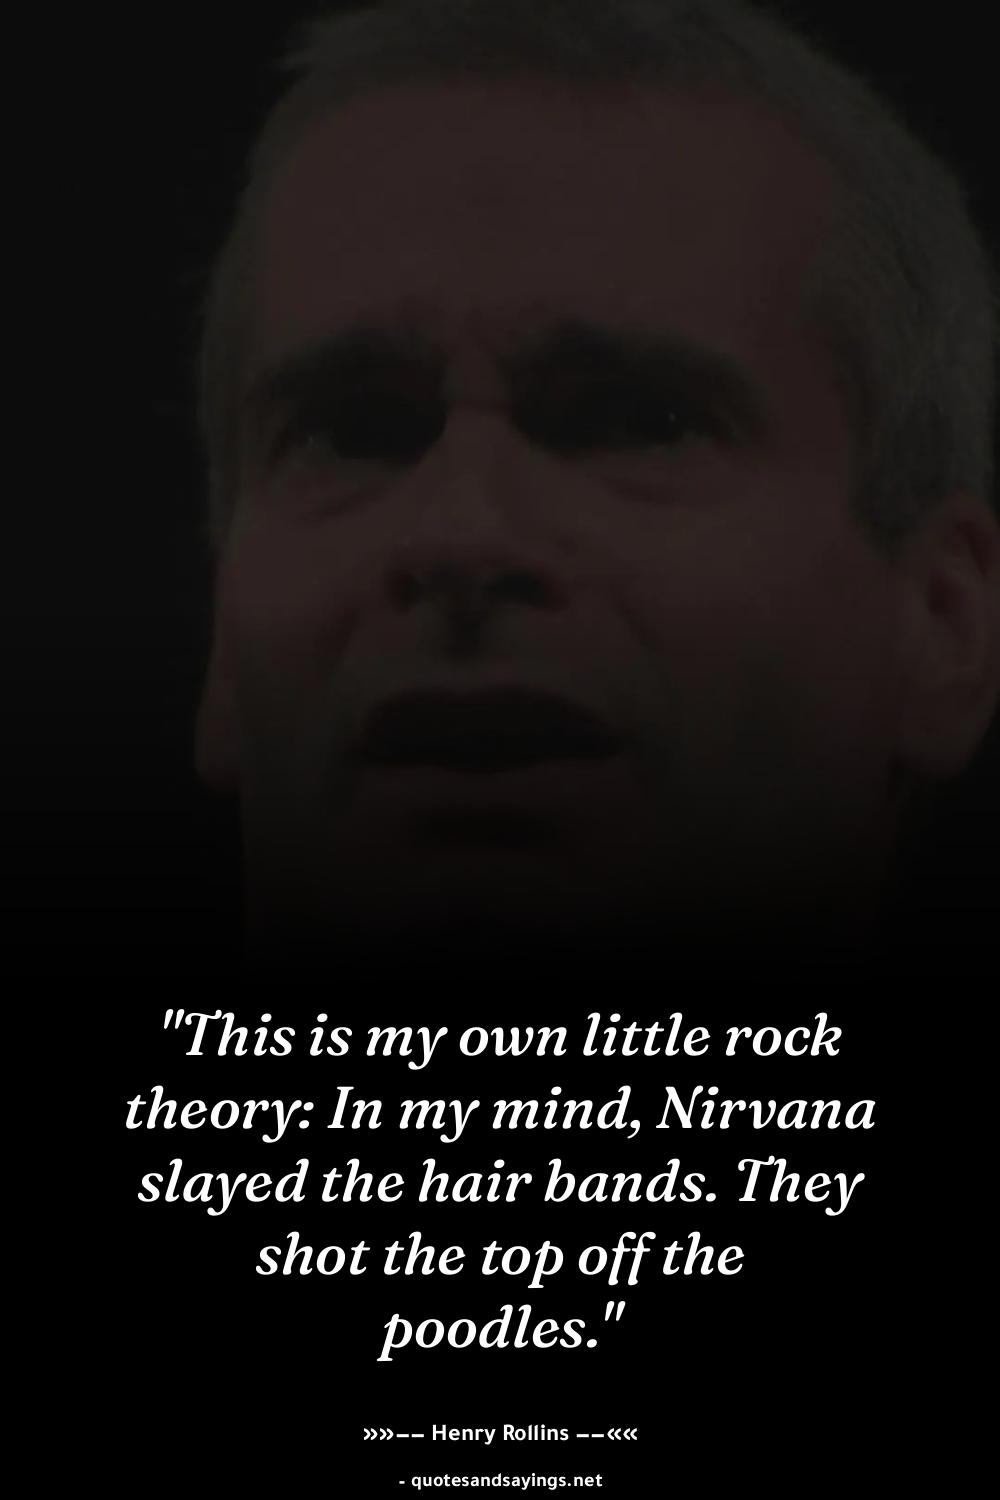 "This is my own little rock
theory: In my mind, Nirvana
slayed the hair bands. They
shot the top off the
poodles."
»»−− Henry Rollins −−««
- quotesandsayings.net